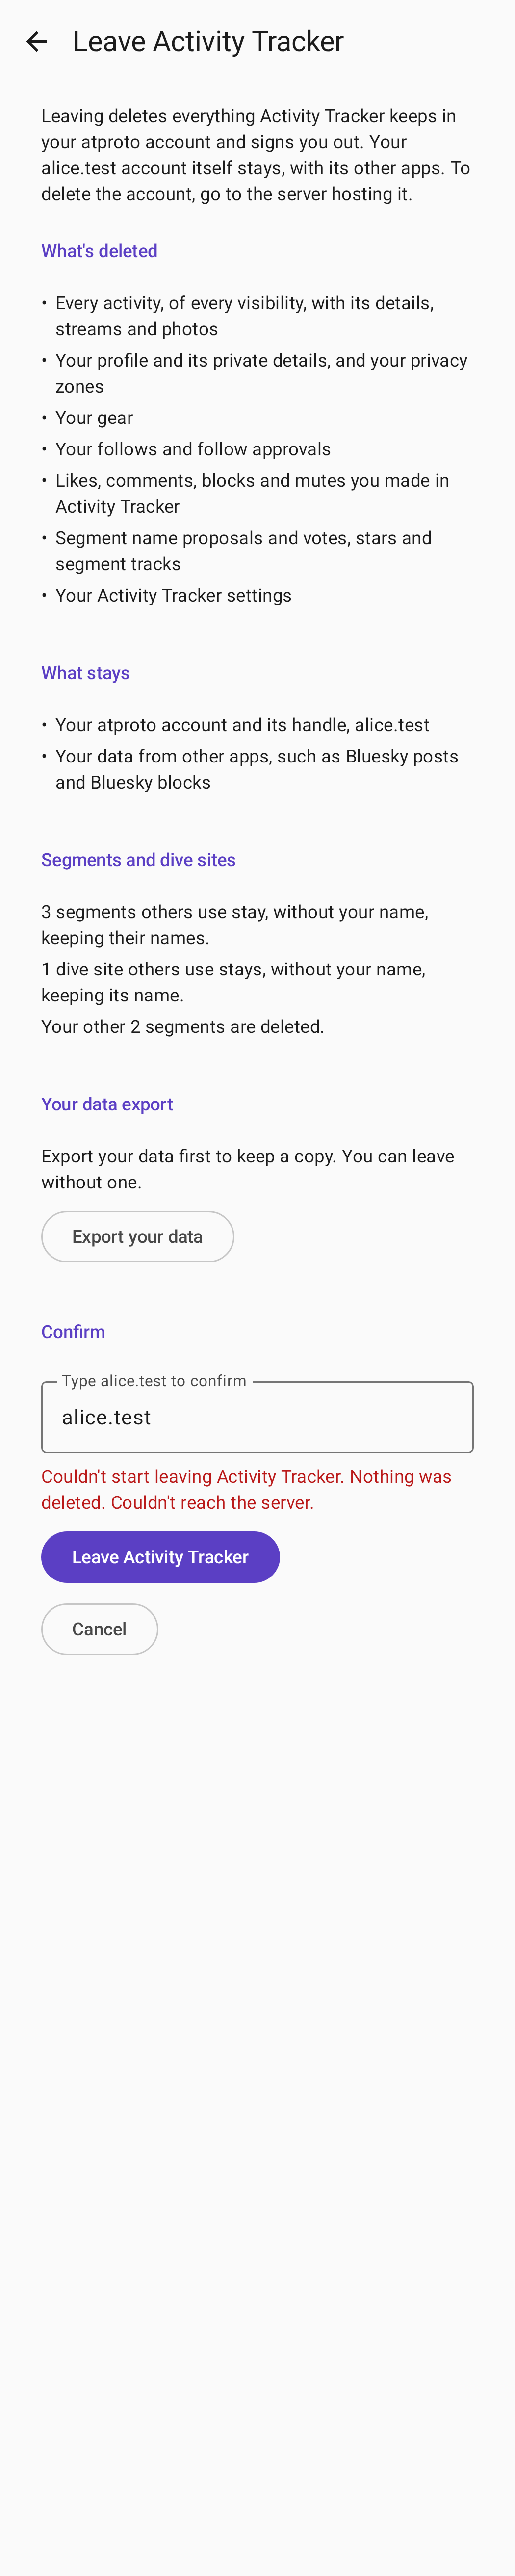 Leave Activity Tracker
Leaving deletes everything Activity Tracker keeps in
your atproto account and signs you out. Your
alice.test account itself stays, with its other apps. To
delete the account, go to the server hosting it.
What's deleted
• Every activity, of every visibility, with its details,
streams and photos
• Your profile and its private details, and your privacy
zones
• Your gear
• Your follows and follow approvals
• Likes, comments, blocks and mutes you made in
Activity Tracker
• Segment name proposals and votes, stars and
segment tracks
• Your Activity Tracker settings
What stays
• Your atproto account and its handle, alice.test
• Your data from other apps, such as Bluesky posts
and Bluesky blocks
Segments and dive sites
3 segments others use stay, without your name,
keeping their names.
1 dive site others use stays, without your name,
keeping its name.
Your other 2 segments are deleted.
Your data export
Export your data first to keep a copy. You can leave
without one.
Export your data
Confirm
Type alice.test to confirm
alice.test
Couldn't start leaving Activity Tracker. Nothing was
deleted. Couldn't reach the server.
Leave Activity Tracker
Cancel